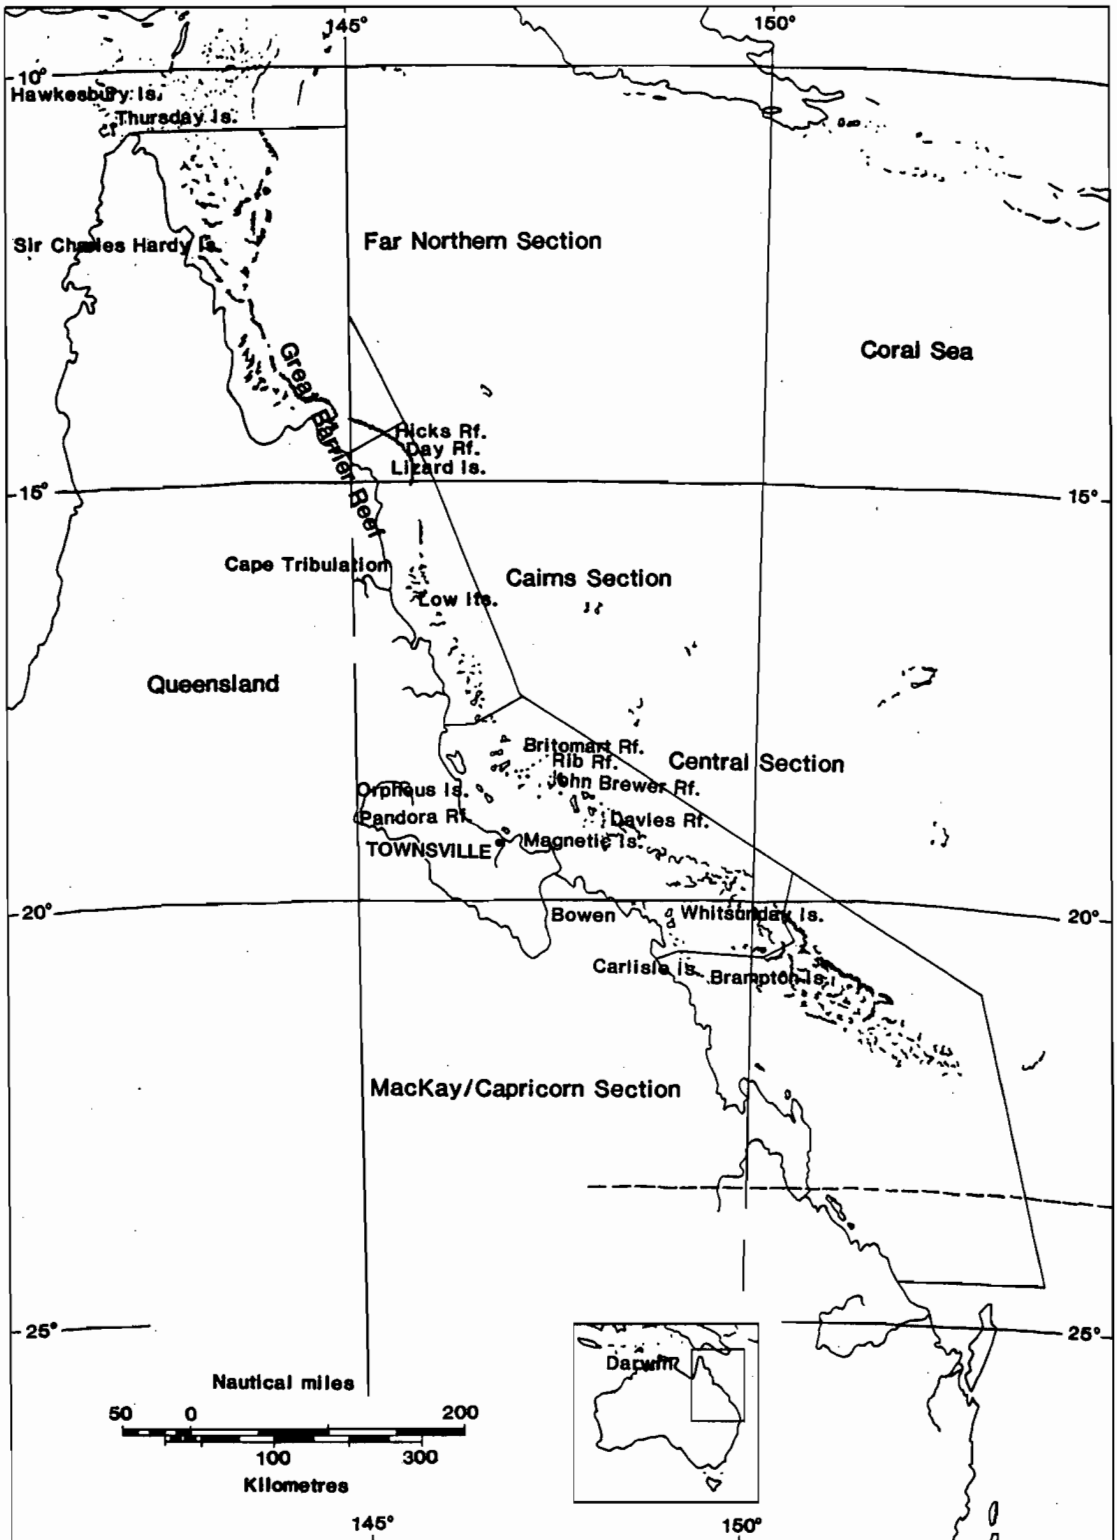 145°
150°
10°
Hawkesbury Is.
Thursday Is.
Sir Charles Hardy Is.
Far Northern Section
Coral Sea
Great Barrier Reef
Hicks Rf.
Day Rf.
Lizard Is.
15°
15°
Cape Tribulation
Cairns Section
Low Its.
Queensland
Britomart Rf.
Rib Rf.
Central Section
John Brewer Rf.
Orpheus Is.
Pandora Rf.
Davies Rf.
Magnetic Is.
TOWNSVILLE
20°
Bowen
Whitsunday Is.
20°
Carlisle Is.
Brampton Is.
MacKay/Capricorn Section
25°
25°
Darwin
Nautical miles
50 0 200
100 300
Kilometres
145°
150°